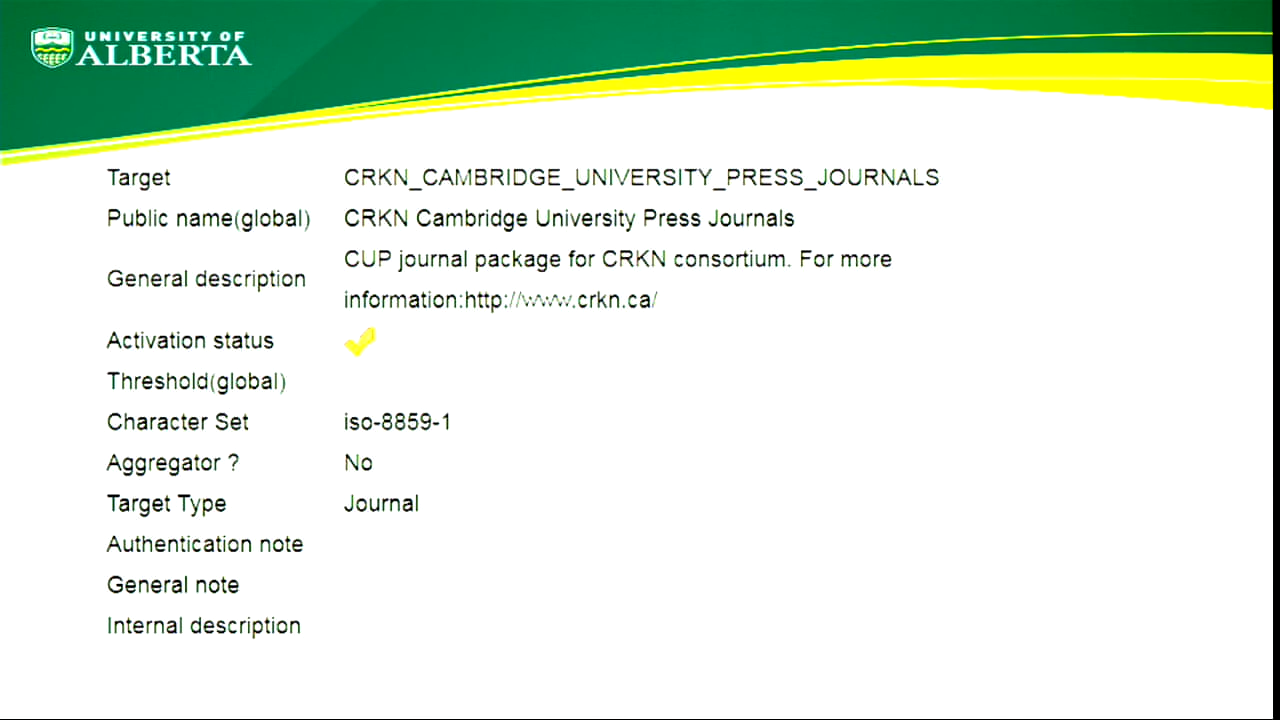 UNIVERSITY OF
ALBERTA
Target CRKN_CAMBRIDGE_UNIVERSITY_PRESS_JOURNALS
Public name(global) CRKN Cambridge University Press Journals
General description CUP journal package for CRKN consortium. For more
information:http://www.crkn.ca/
Activation status
Threshold(global)
Character Set iso-8859-1
Aggregator ? No
Target Type Journal
Authentication note
General note
Internal description